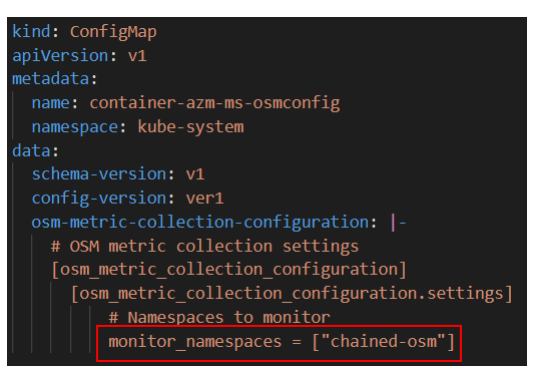 kind: ConfigMap
apiVersion: v1
metadata:
  name: container-azm-ms-osmconfig
  namespace: kube-system
data:
  schema-version: v1
  config-version: ver1
  osm-metric-collection-configuration: |-
    # OSM metric collection settings
    [osm_metric_collection_configuration]
      [osm_metric_collection_configuration.settings]
          # Namespaces to monitor
          monitor_namespaces = ["chained-osm"]